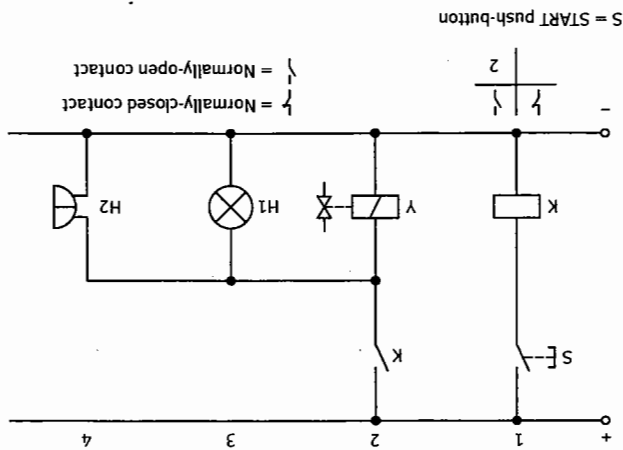 + 1 2 3 4
S K
K Y H1 H2
−
= Normally-closed contact
2 = Normally-open contact
S = START push-button